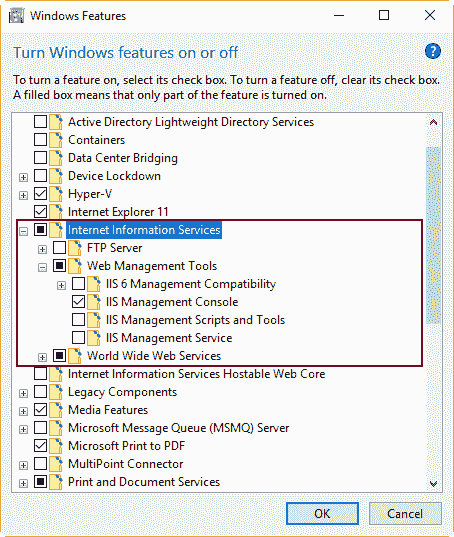 Windows Features
Turn Windows features on or off
?
To turn a feature on, select its check box. To turn a feature off, clear its check box.
A filled box means that only part of the feature is turned on.
Active Directory Lightweight Directory Services
Containers
Data Center Bridging
Device Lockdown
Hyper-V
Internet Explorer 11
Internet Information Services
FTP Server
Web Management Tools
IIS 6 Management Compatibility
IIS Management Console
IIS Management Scripts and Tools
IIS Management Service
World Wide Web Services
Internet Information Services Hostable Web Core
Legacy Components
Media Features
Microsoft Message Queue (MSMQ) Server
Microsoft Print to PDF
MultiPoint Connector
Print and Document Services
OK
Cancel